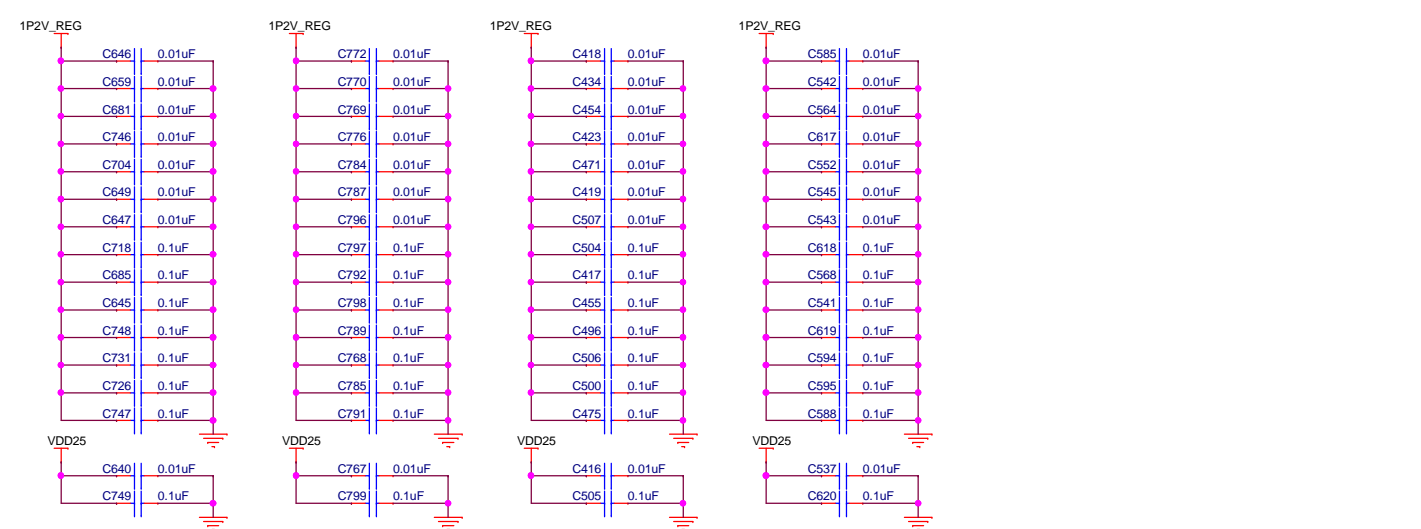 1P2V_REG 1P2V_REG 1P2V_REG 1P2V_REG
C646 0.01uF C772 0.01uF C418 0.01uF C585 0.01uF
C659 0.01uF C770 0.01uF C434 0.01uF C542 0.01uF
C681 0.01uF C769 0.01uF C454 0.01uF C564 0.01uF
C746 0.01uF C776 0.01uF C423 0.01uF C617 0.01uF
C704 0.01uF C784 0.01uF C471 0.01uF C552 0.01uF
C649 0.01uF C787 0.01uF C419 0.01uF C545 0.01uF
C647 0.01uF C796 0.01uF C507 0.01uF C543 0.01uF
C718 0.1uF C797 0.1uF C504 0.1uF C618 0.1uF
C685 0.1uF C792 0.1uF C417 0.1uF C568 0.1uF
C645 0.1uF C798 0.1uF C455 0.1uF C541 0.1uF
C748 0.1uF C789 0.1uF C496 0.1uF C619 0.1uF
C731 0.1uF C768 0.1uF C506 0.1uF C594 0.1uF
C726 0.1uF C785 0.1uF C500 0.1uF C595 0.1uF
C747 0.1uF C791 0.1uF C475 0.1uF C588 0.1uF
VDD25 VDD25 VDD25 VDD25
C640 0.01uF C767 0.01uF C416 0.01uF C537 0.01uF
C749 0.1uF C799 0.1uF C505 0.1uF C620 0.1uF